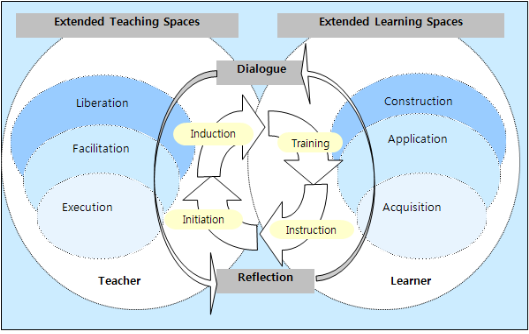 Extended Teaching Spaces
Extended Learning Spaces
Dialogue
Liberation
Construction
Induction
Training
Facilitation
Application
Execution
Initiation
Instruction
Acquisition
Teacher
Reflection
Learner